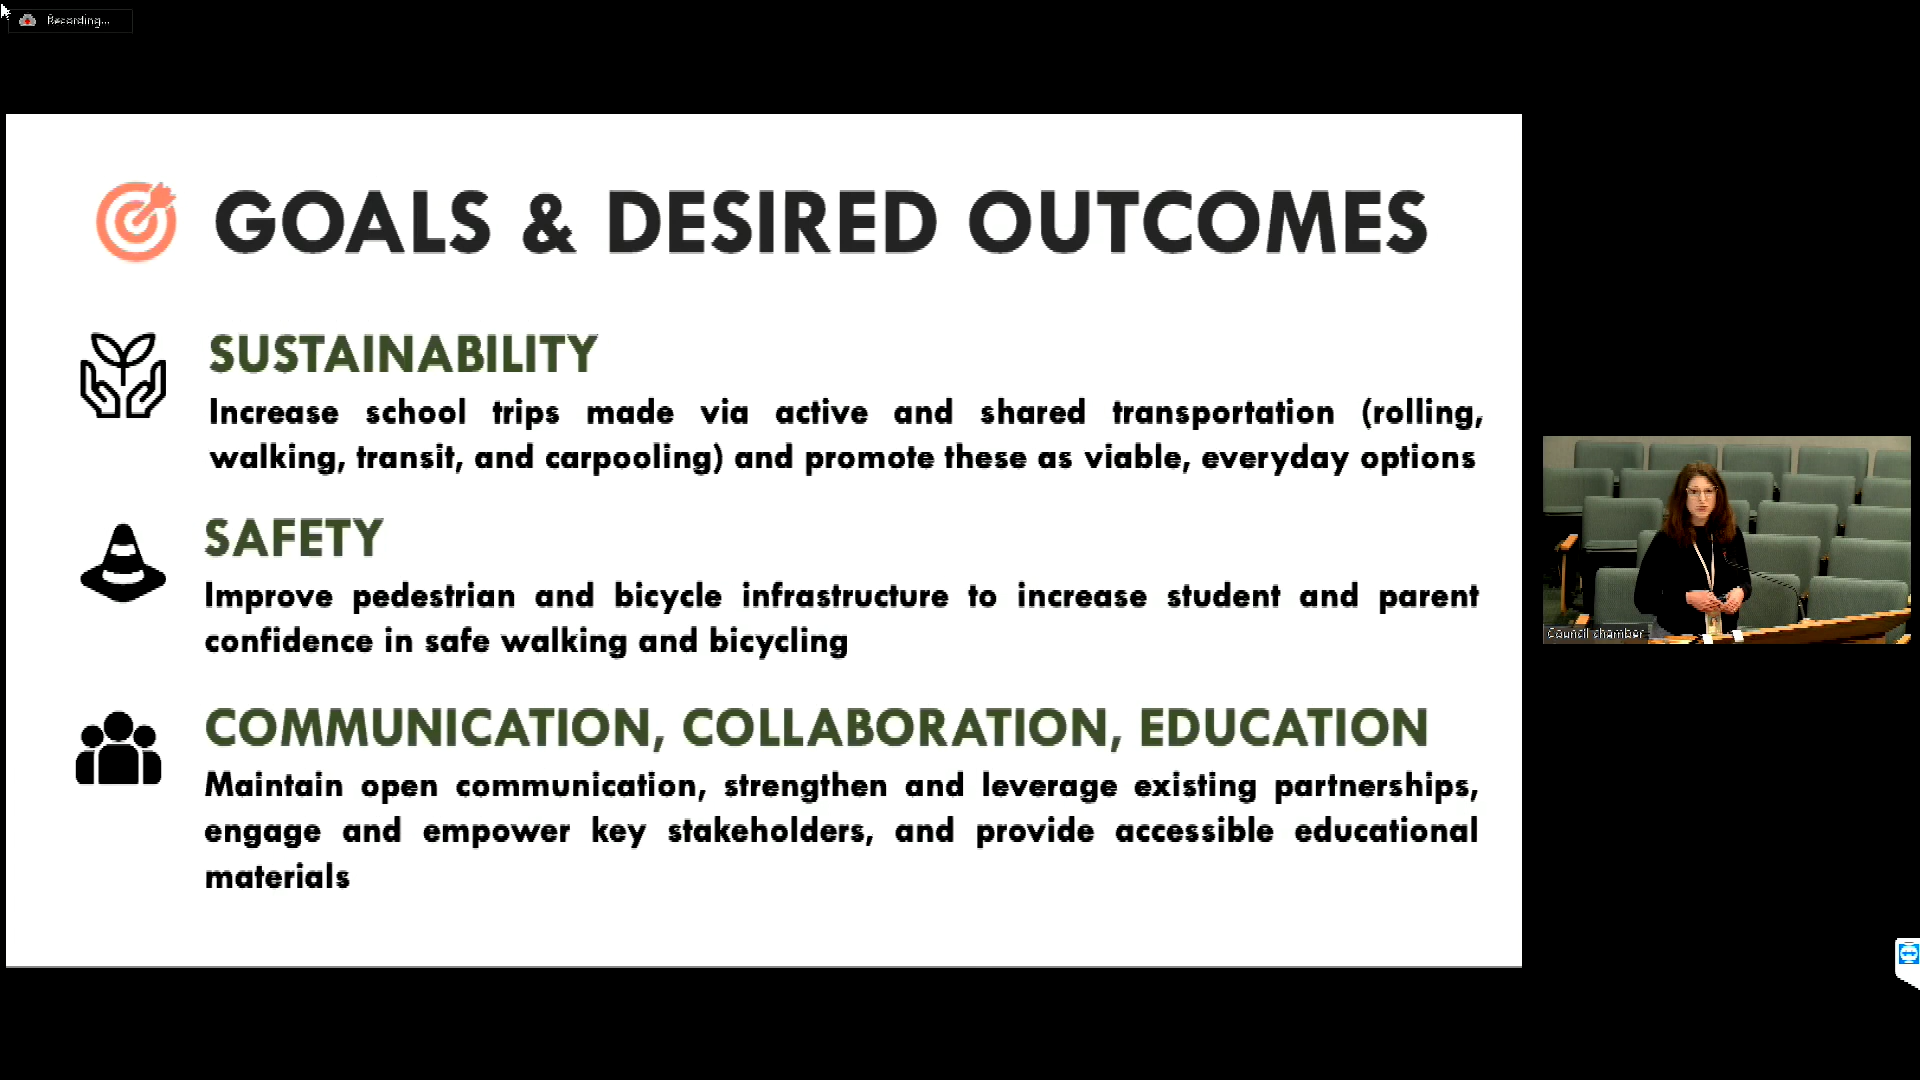 Recording...
GOALS & DESIRED OUTCOMES
SUSTAINABILITY
Increase school trips made via active and shared transportation (rolling,
walking, transit, and carpooling) and promote these as viable, everyday options
SAFETY
Improve pedestrian and bicycle infrastructure to increase student and parent
confidence in safe walking and bicycling
COMMUNICATION, COLLABORATION, EDUCATION
Maintain open communication, strengthen and leverage existing partnerships,
engage and empower key stakeholders, and provide accessible educational
materials
Council chamber